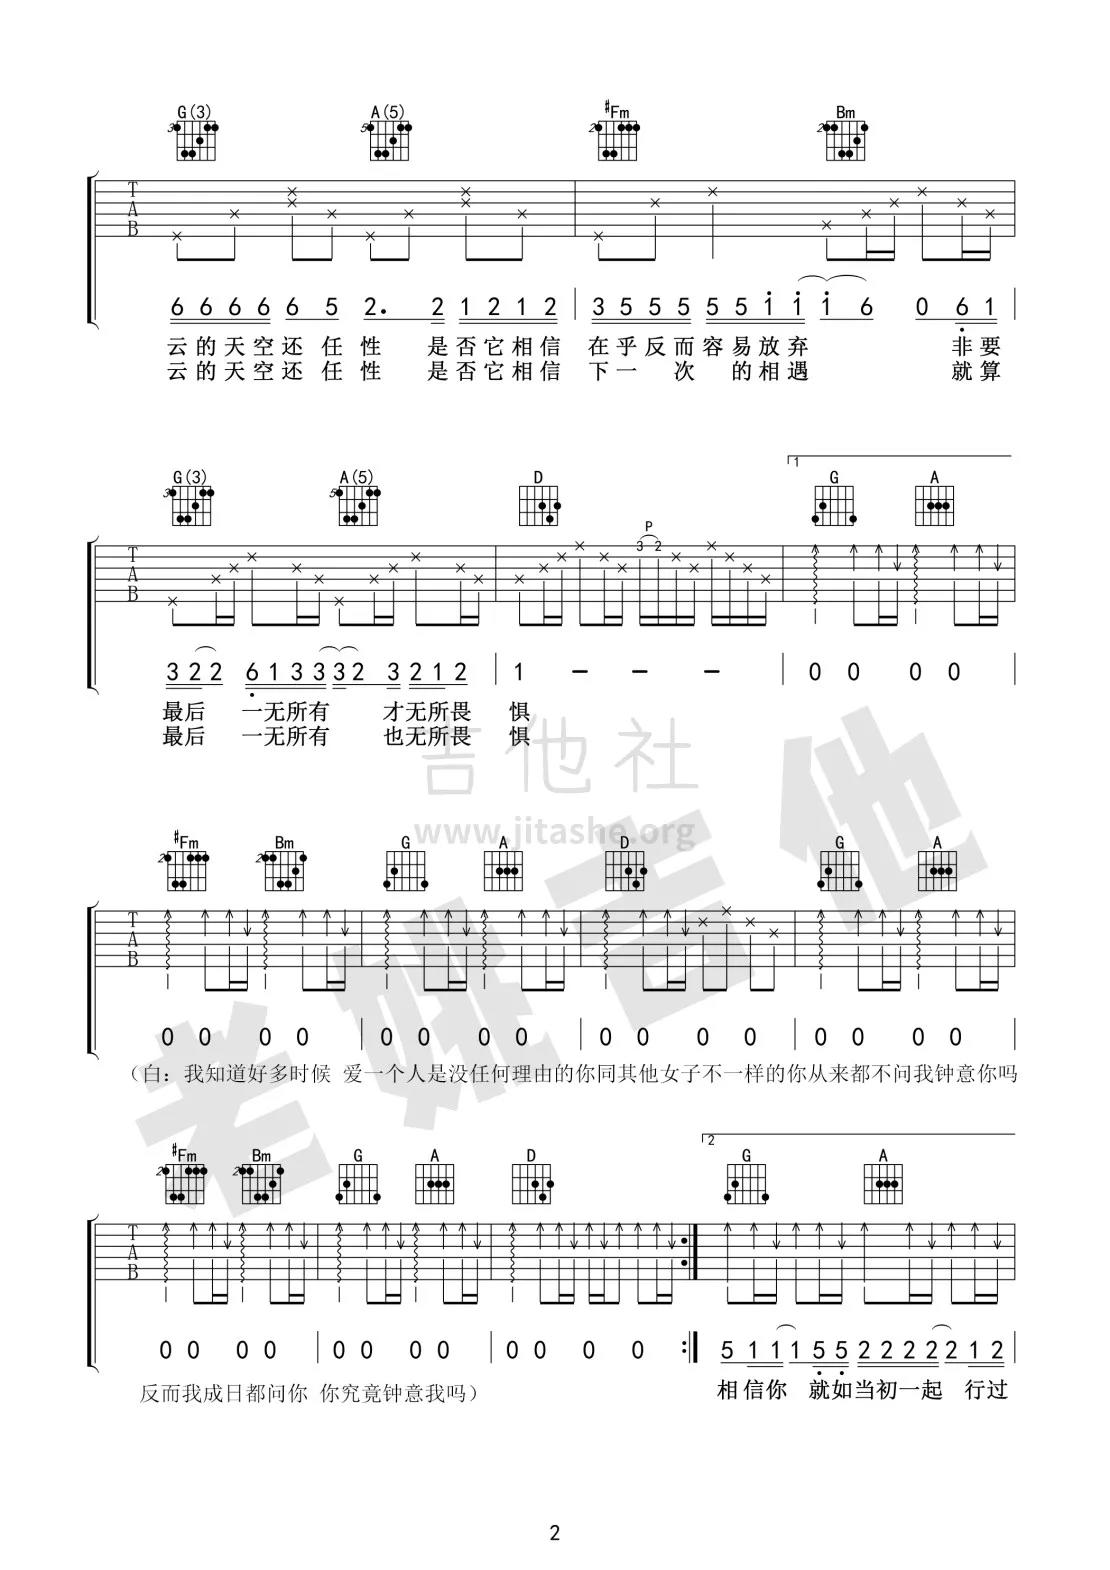 G(3) A(5) #Fm Bm
3 5 2 2
T
A
B
6 6 6 6 6 5 2. 2 1 2 1 2 | 3 5 5 5 5 5 1 1 1 6 0 6 1
云的天空还任性 是否它相信 在乎反而容易放弃 非要
云的天空还任性 是否它相信 下一次的相遇 就算
1
G(3) A(5) D G A
3 5
P
3 2
T
A
B
3 2 2 6 1 3 3 3 2 3 2 1 2 | 1 - - - | 0 0 0 0
最后 一无所有 才无所畏 惧
最后 一无所有 也无所畏 惧
吉他社
www.jitashe.org
老姚吉他
#Fm Bm G A D G A
2 2
T
A
B
0 0 0 0 | 0 0 0 0 | 0 0 0 0 | 0 0 0 0
（白：我知道好多时候 爱一个人是没任何理由的你同其他女子不一样的你从来都不问我钟意你吗
2
#Fm Bm G A D G A
2 2
T
A
B
0 0 0 0 | 0 0 0 0 | 0 0 0 0 :| 5 1 1 1 5 5 2 2 2 2 2 1 2
反而我成日都问你 你究竟钟意我吗）
相信你 就如当初一起 行过
2